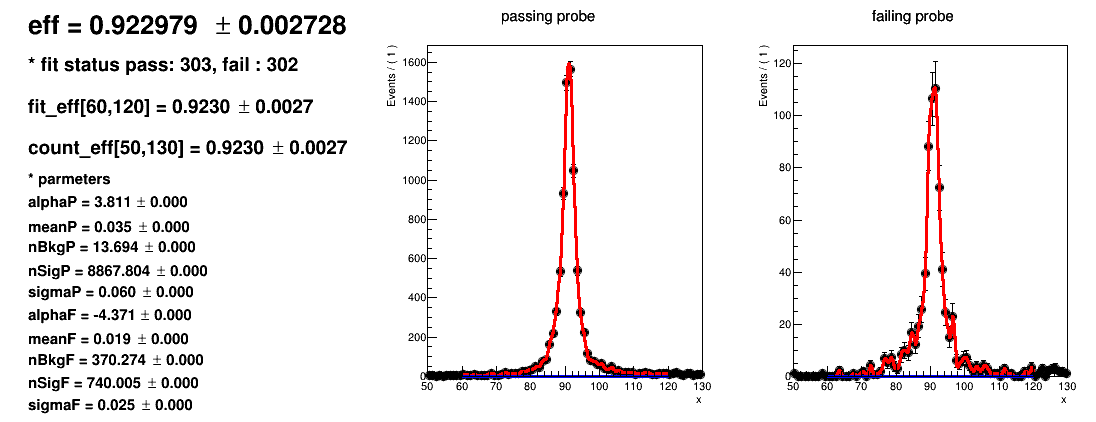 eff = 0.922979 ± 0.002728
* fit status pass: 303, fail : 302
fit_eff[60,120] = 0.9230 ± 0.0027
count_eff[50,130] = 0.9230 ± 0.0027
* parmeters
alphaP = 3.811 ± 0.000
meanP = 0.035 ± 0.000
nBkgP = 13.694 ± 0.000
nSigP = 8867.804 ± 0.000
sigmaP = 0.060 ± 0.000
alphaF = -4.371 ± 0.000
meanF = 0.019 ± 0.000
nBkgF = 370.274 ± 0.000
nSigF = 740.005 ± 0.000
sigmaF = 0.025 ± 0.000
passing probe
Events / ( 1 )
1600
1400
1200
1000
800
600
400
200
0
50 60 70 80 90 100 110 120 130
x
failing probe
Events / ( 1 )
120
100
80
60
40
20
0
50 60 70 80 90 100 110 120 130
x